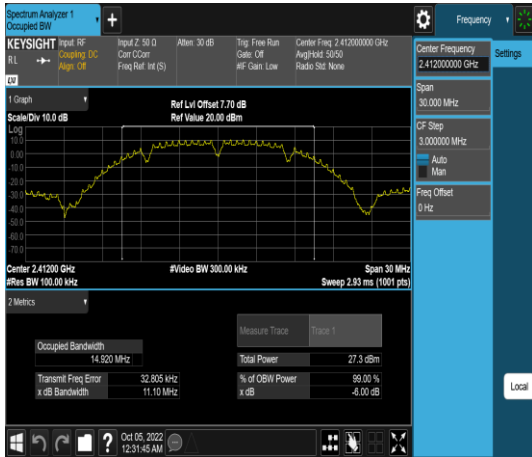 Spectrum Analyzer 1
Occupied BW
+
Frequency
KEYSIGHT
Input: RF
Input Z: 50 Ω
Atten: 30 dB
Trig: Free Run
Center Freq: 2.412000000 GHz
RL
Coupling: DC
Corr CCorr
Gate: Off
Avg|Hold: 50/50
Align: Off
Freq Ref: Int (S)
#IF Gain: Low
Radio Std: None
LXI
Center Frequency
2.412000000 GHz
Settings
Span
30.000 MHz
CF Step
3.000000 MHz
Auto
Man
Freq Offset
0 Hz
1 Graph
Ref Lvl Offset 7.70 dB
Scale/Div 10.0 dB
Ref Value 20.00 dBm
Log
10.0
0.00
-10.0
-20.0
-30.0
-40.0
-50.0
-60.0
-70.0
Center 2.41200 GHz
#Video BW 300.00 kHz
Span 30 MHz
#Res BW 100.00 kHz
Sweep 2.93 ms (1001 pts)
2 Metrics
Measure Trace
Trace 1
Occupied Bandwidth
14.920 MHz
Total Power
27.3 dBm
Transmit Freq Error
32.805 kHz
% of OBW Power
99.00 %
x dB Bandwidth
11.10 MHz
x dB
-6.00 dB
Local
?
Oct 05, 2022
12:31:45 AM